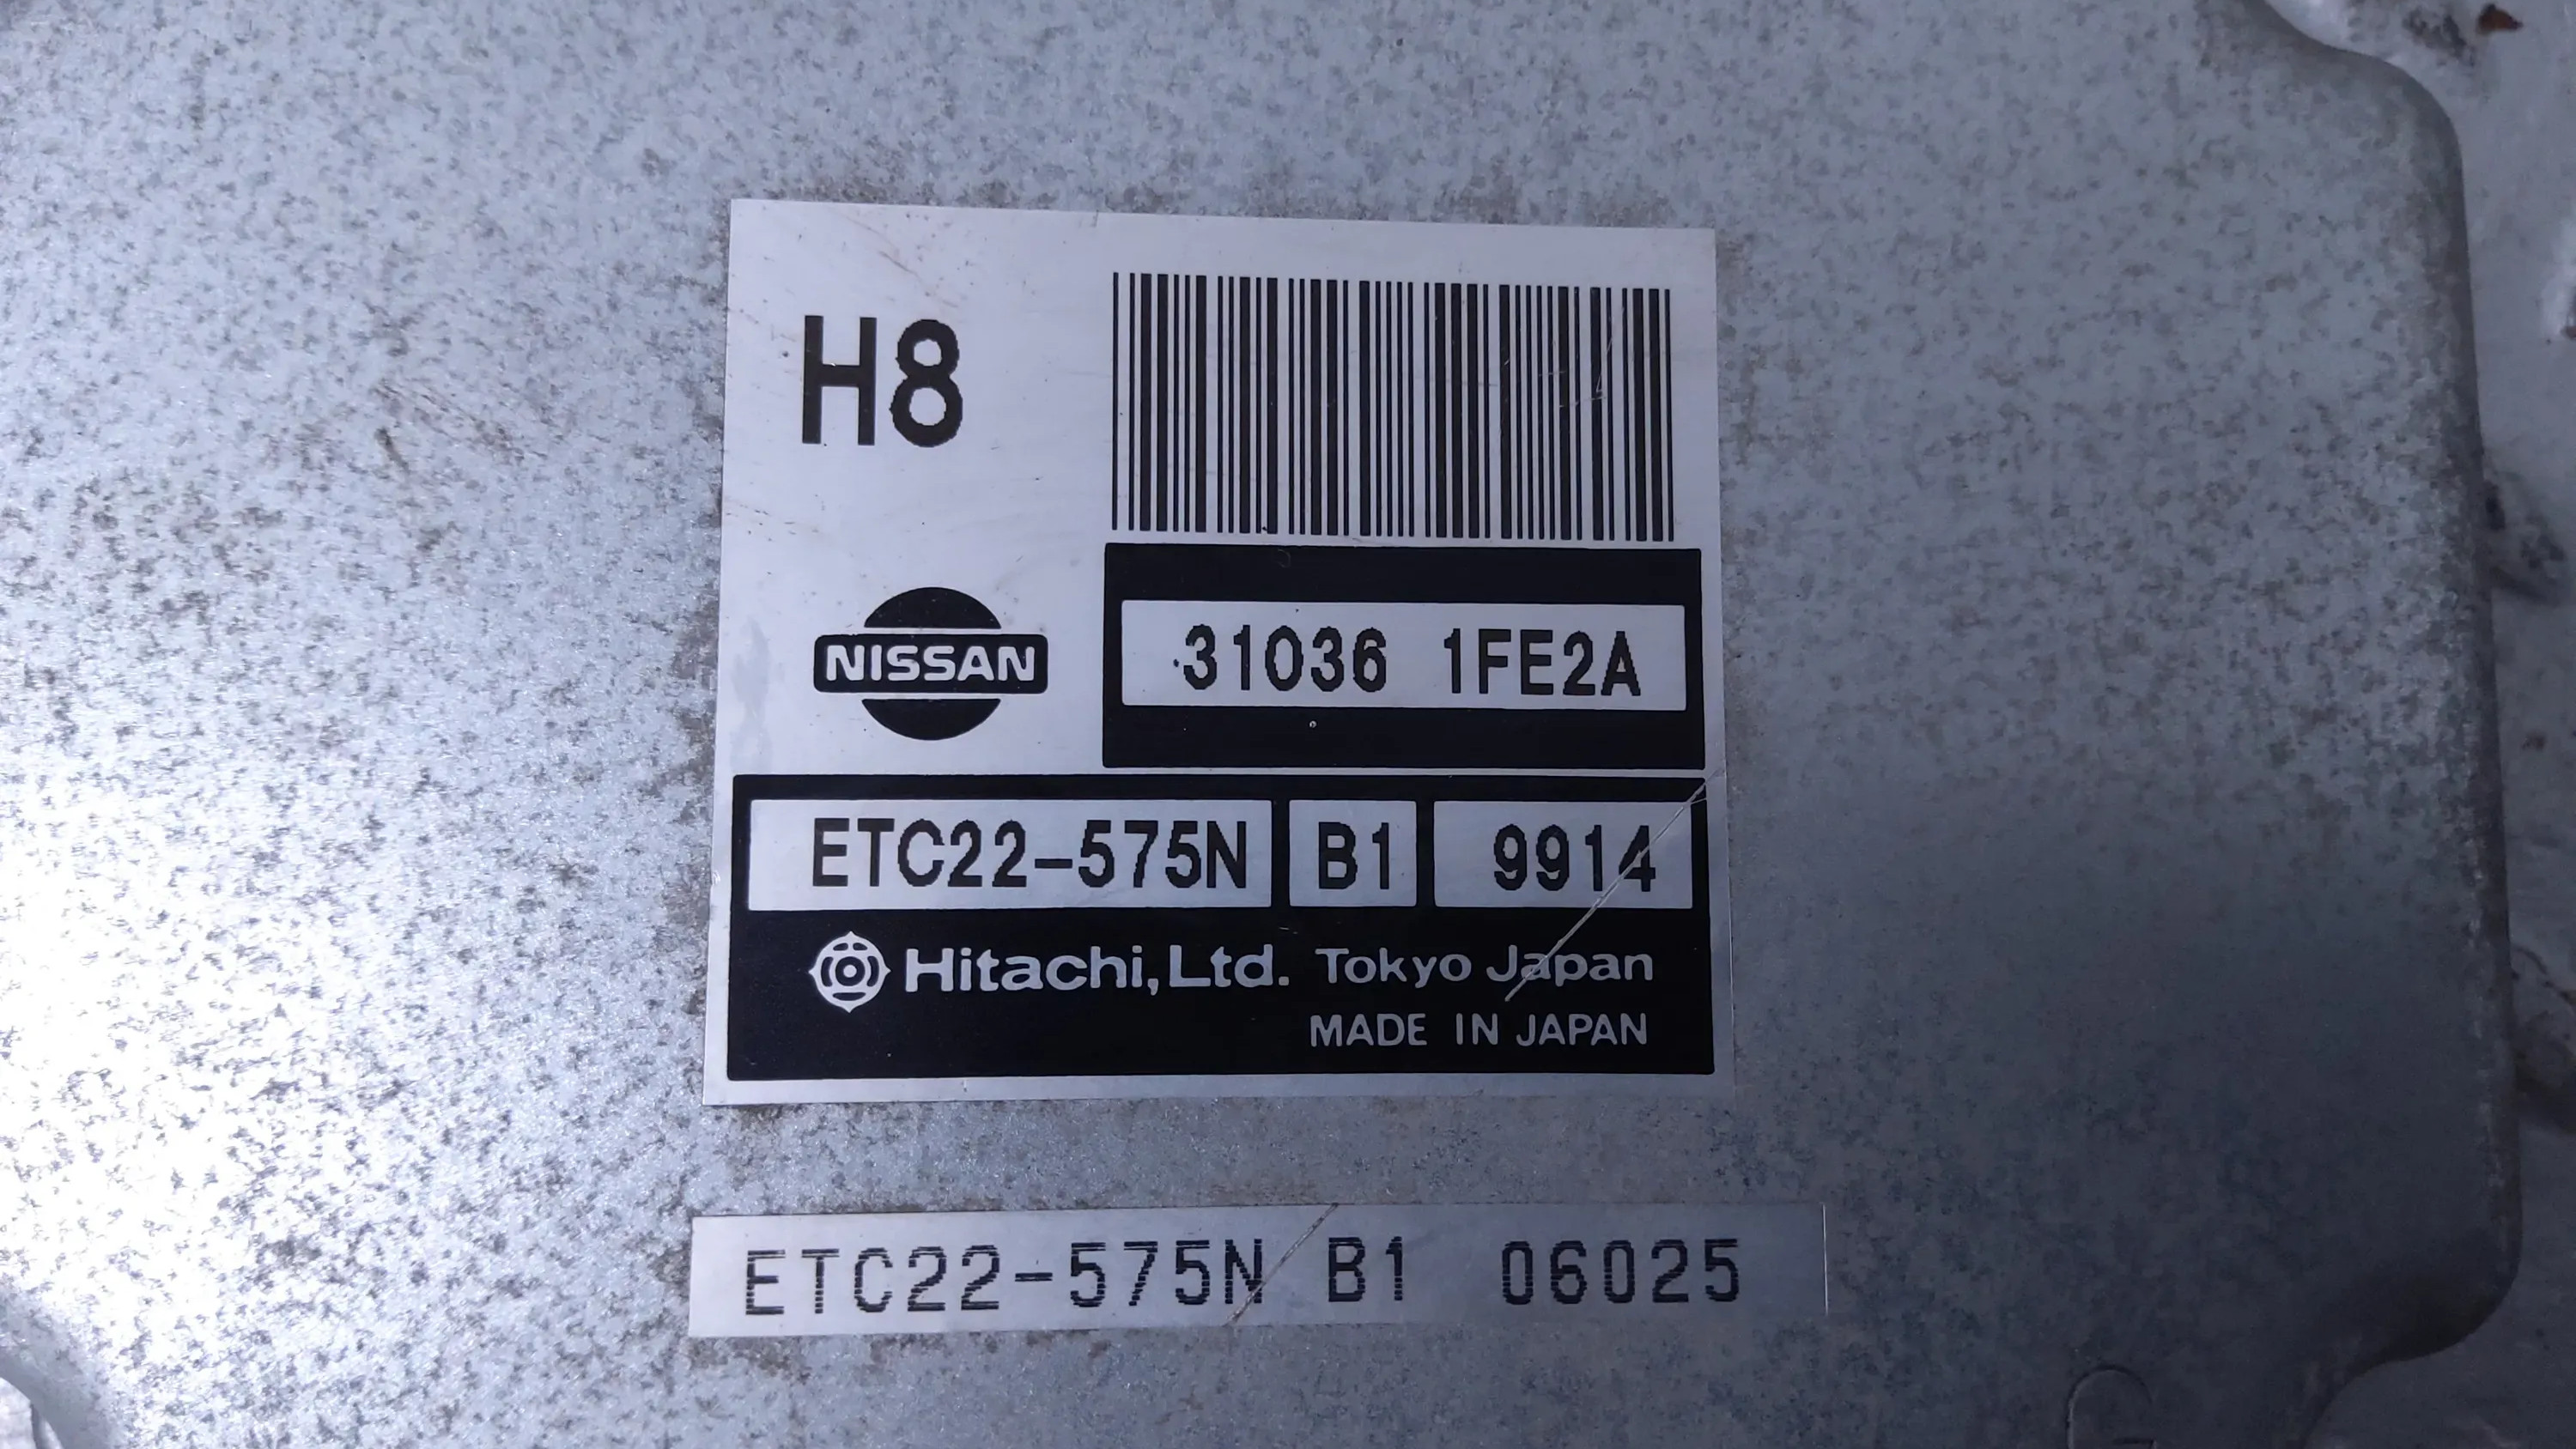 H8
NISSAN
31036 1FE2A
ETC22-575N B1 9914
Hitachi, Ltd. Tokyo Japan
MADE IN JAPAN
ETC22-575N B1 06025
G